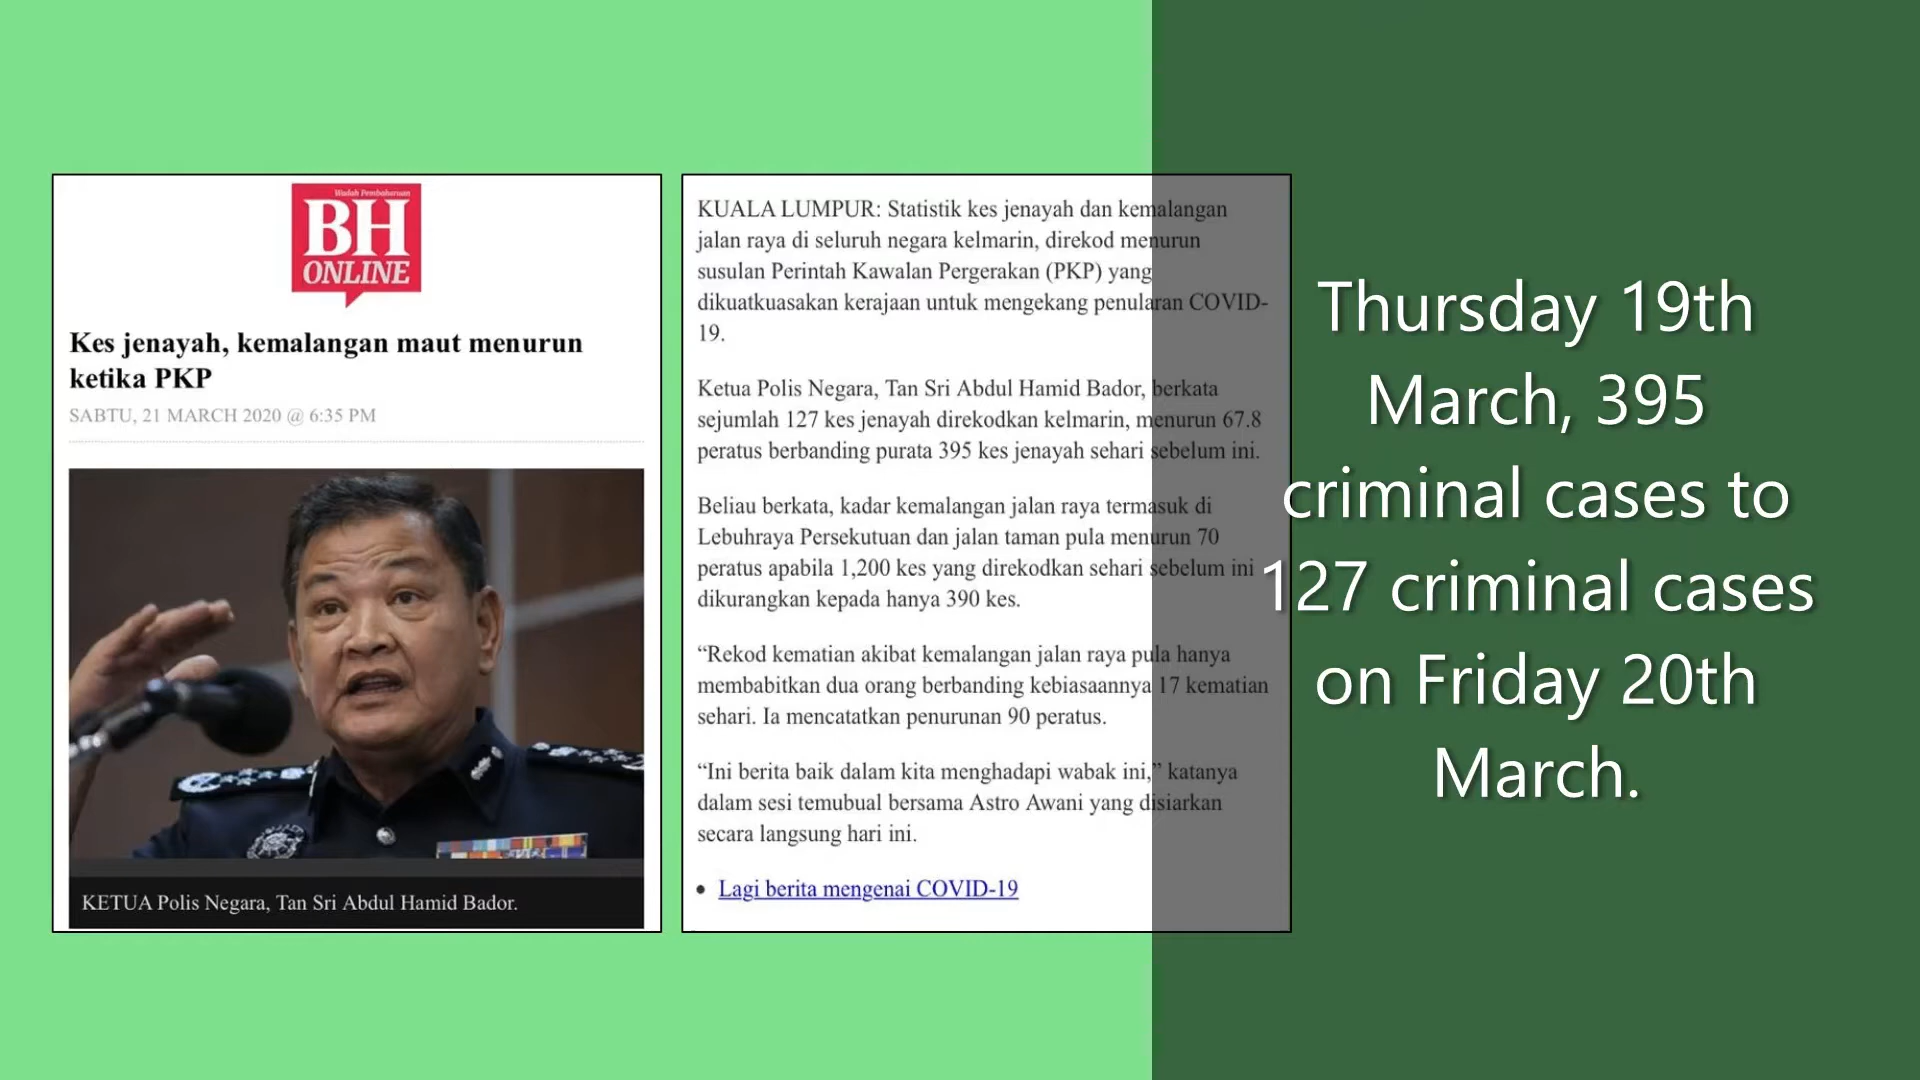 Wadah Pembaharuan
BH
ONLINE
Kes jenayah, kemalangan maut menurun
ketika PKP
SABTU, 21 MARCH 2020 @ 6:35 PM
KETUA Polis Negara, Tan Sri Abdul Hamid Bador.
KUALA LUMPUR: Statistik kes jenayah dan kemalangan
jalan raya di seluruh negara kelmarin, direkod menurun
susulan Perintah Kawalan Pergerakan (PKP) yang
dikuatkuasakan kerajaan untuk mengekang penularan COVID-
19.
Ketua Polis Negara, Tan Sri Abdul Hamid Bador, berkata
sejumlah 127 kes jenayah direkodkan kelmarin, menurun 67.8
peratus berbanding purata 395 kes jenayah sehari sebelum ini.
Beliau berkata, kadar kemalangan jalan raya termasuk di
Lebuhraya Persekutuan dan jalan taman pula menurun 70
peratus apabila 1,200 kes yang direkodkan sehari sebelum ini
dikurangkan kepada hanya 390 kes.
“Rekod kematian akibat kemalangan jalan raya pula hanya
membabitkan dua orang berbanding kebiasaannya 17 kematian
sehari. Ia mencatatkan penurunan 90 peratus.
“Ini berita baik dalam kita menghadapi wabak ini,” katanya
dalam sesi temubual bersama Astro Awani yang disiarkan
secara langsung hari ini.
• Lagi berita mengenai COVID-19
Thursday 19th
March, 395
criminal cases to
127 criminal cases
on Friday 20th
March.